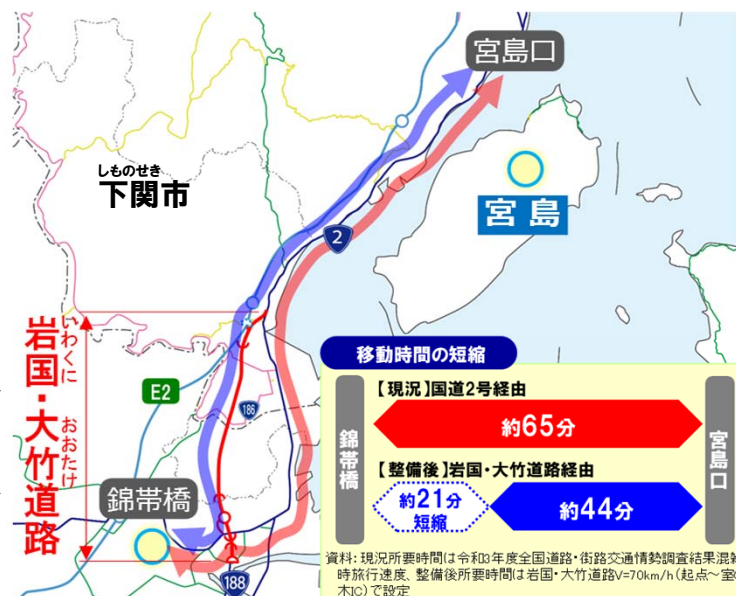 宮島口
しものせき
下関市
宮島
2
いわくに おおたけ
岩国・大竹道路
E2
186
錦帯橋
188
移動時間の短縮
【現況】国道2号経由
錦帯橋
約65分
宮島口
【整備後】岩国・大竹道路経由
約21分
短縮
約44分
資料:現況所要時間は令和3年度全国道路・街路交通情勢調査結果混雑
時旅行速度、整備後所要時間は岩国・大竹道路V=70km/h(起点～室の
木IC)で設定